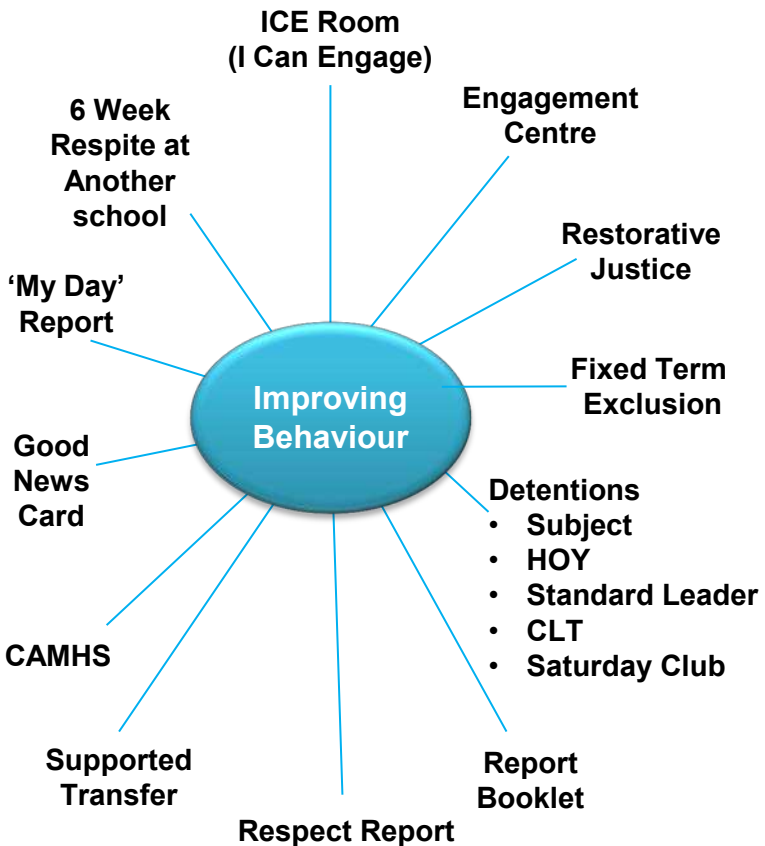 ICE Room
(I Can Engage)
Engagement
Centre
Restorative
Justice
Fixed Term
Exclusion
Detentions
• Subject
• HOY
• Standard Leader
• CLT
• Saturday Club
Report
Booklet
Respect Report
Supported
Transfer
CAMHS
Good
News
Card
‘My Day’
Report
6 Week
Respite at
Another
school
Improving
Behaviour